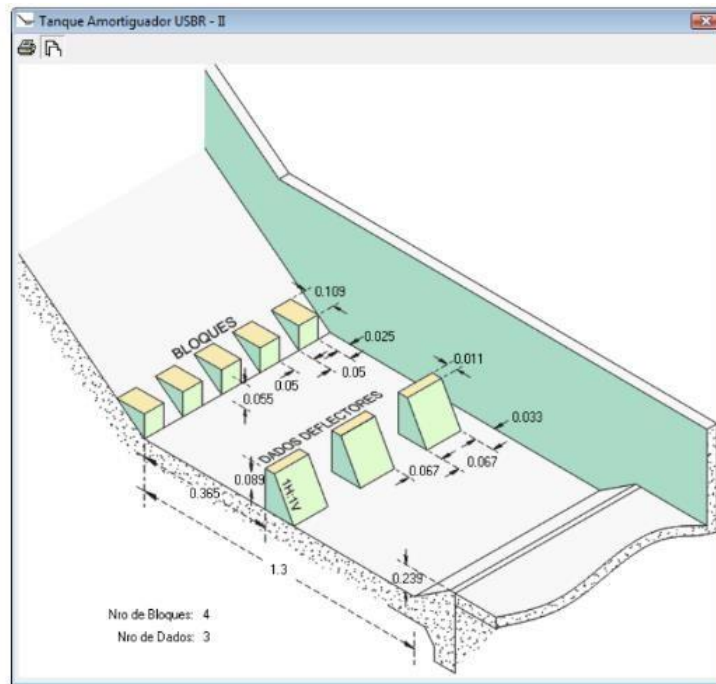 Tanque Amortiguador USBR - II
0.109
BLOQUES
0.025
0.05
0.05
0.055
0.011
DADOS DEFLECTORES
0.033
0.067
0.067
0.089
1H:1V
0.365
1.3
0.239
Nro de Bloques: 4
Nro de Dados: 3